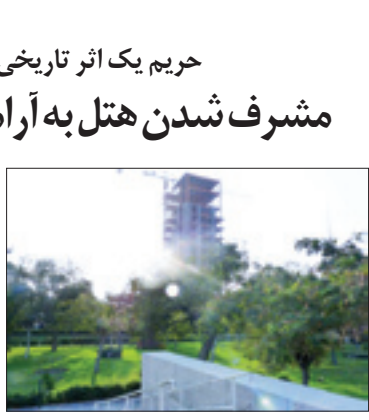 حریم یک اثر تاریخی
مشرف شدن هتل به